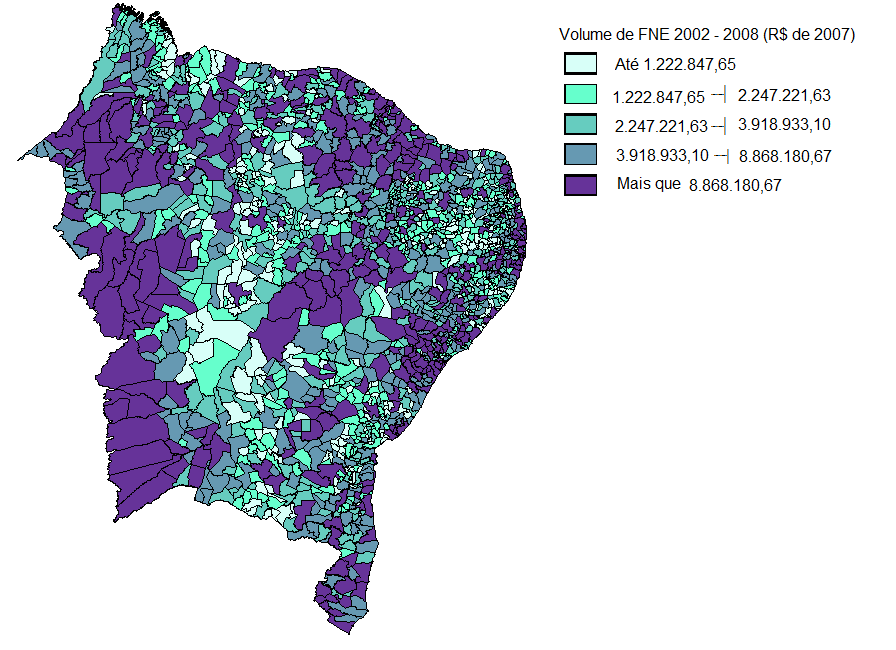 Volume de FNE 2002 - 2008 (R$ de 2007)
Até 1.222.847,65
1.222.847,65 --| 2.247.221,63
2.247.221,63 --| 3.918.933,10
3.918.933,10 --| 8.868.180,67
Mais que 8.868.180,67